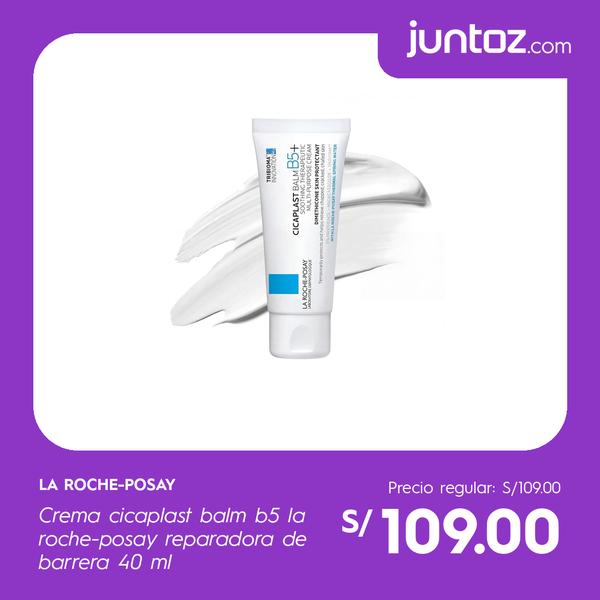 juntoz.com
TRIBIOMA
INNOVATION
CICAPLAST BALM B5+
SOOTHING THERAPEUTIC
MULTI-PURPOSE CREAM
DIMETHICONE SKIN PROTECTANT
LA ROCHE-POSAY
LABORATOIRE DERMATOLOGIQUE
LA ROCHE-POSAY
Crema cicaplast balm b5 la
roche-posay reparadora de
barrera 40 ml
Precio regular: S/109.00
S/109.00